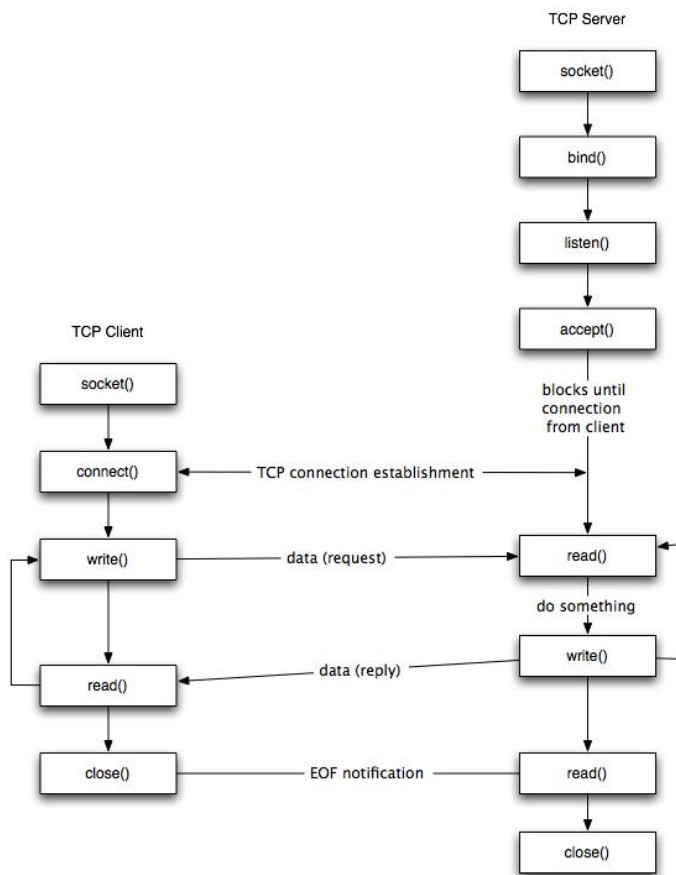 TCP Server
socket()
bind()
listen()
accept()
blocks until
connection
from client
TCP Client
socket()
connect()
TCP connection establishment
write()
data (request)
read()
do something
write()
data (reply)
read()
close()
EOF notification
read()
close()